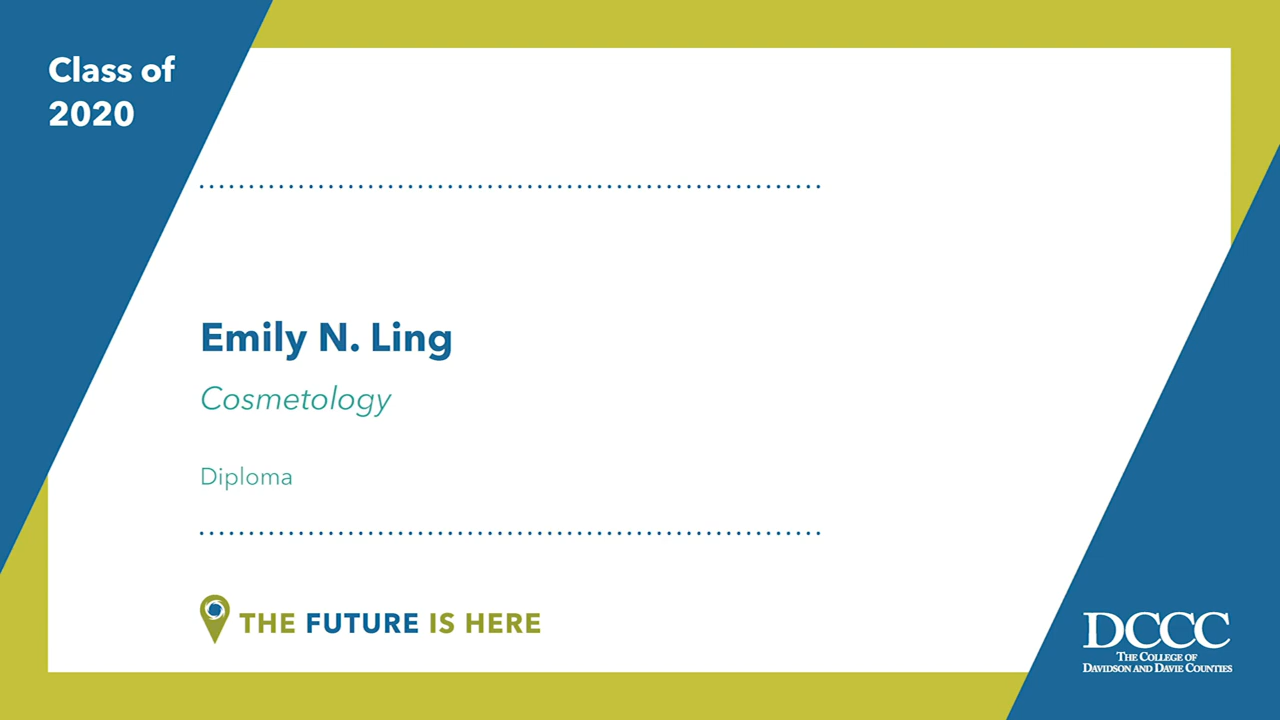 Class of
2020
Emily N. Ling
Cosmetology
Diploma
THE FUTURE IS HERE
DCCC
THE COLLEGE OF
DAVIDSON AND DAVIE COUNTIES